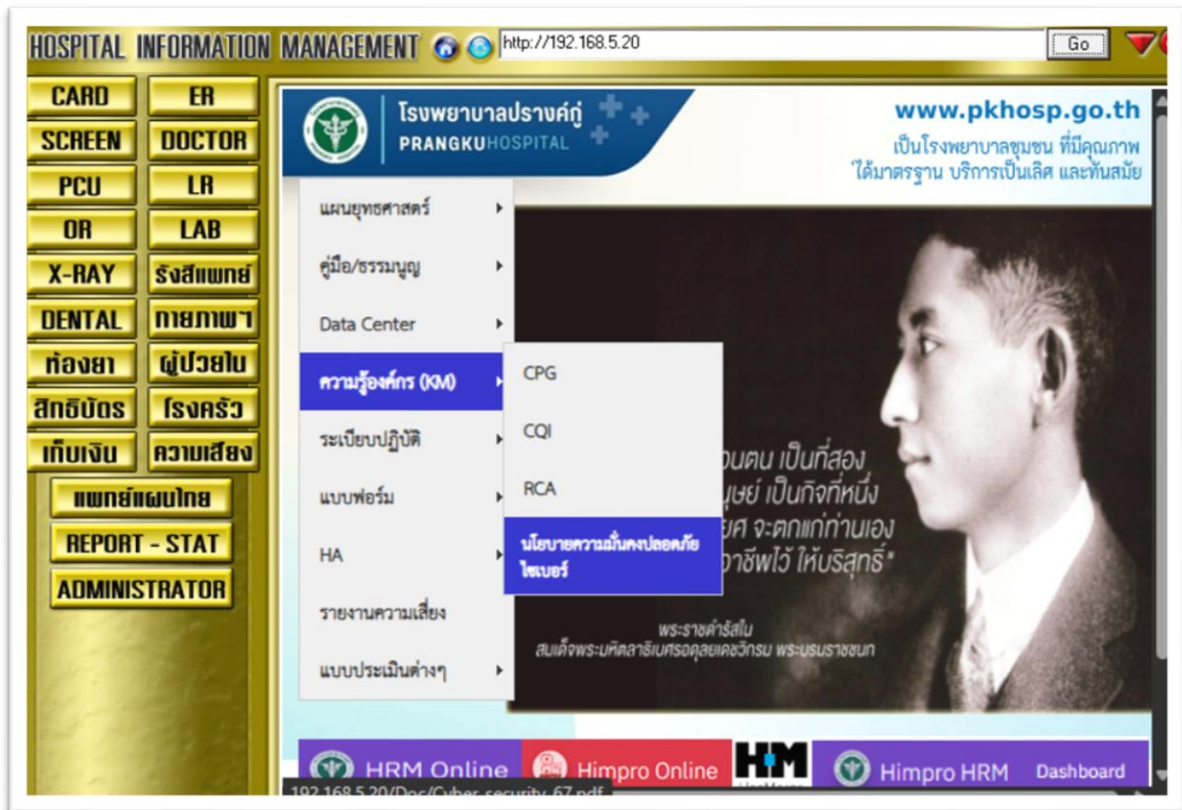 HOSPITAL INFORMATION MANAGEMENT
http://192.168.5.20
Go
CARD
ER
SCREEN
DOCTOR
PCU
LR
OR
LAB
X-RAY
รังสีแพทย์
DENTAL
กายภาพฯ
ห้องยา
ผู้ป่วยใน
สิทธิบัตร
โรงครัว
เก็บเงิน
ความเสี่ยง
แพทย์แผนไทย
REPORT - STAT
ADMINISTRATOR
โรงพยาบาลปรางค์กู่
PRANGKUHOSPITAL
www.pkhosp.go.th
เป็นโรงพยาบาลชุมชน ที่มีคุณภาพ
ได้มาตรฐาน บริการเป็นเลิศ และทันสมัย
แผนยุทธศาสตร์
คู่มือ/ธรรมนูญ
Data Center
ความรู้องค์กร (KM)
ระเบียบปฏิบัติ
แบบฟอร์ม
HA
รายงานความเสี่ยง
แบบประเมินต่างๆ
CPG
CQI
RCA
นโยบายความมั่นคงปลอดภัย
ไซเบอร์
เป็นที่สอง
เป็นกิจที่หนึ่ง
จะตกแก่ท่านเอง
ให้บริสุทธิ์"
พระราชดำรัสใน
สมเด็จพระมหิตลาธิเบศรอดุลยเดชวิกรม พระบรมราชชนก
HRM Online
Himpro Online
HM
Himpro HRM
Dashboard
192.168.5.20/Doc/Cyber_security_67.pdf